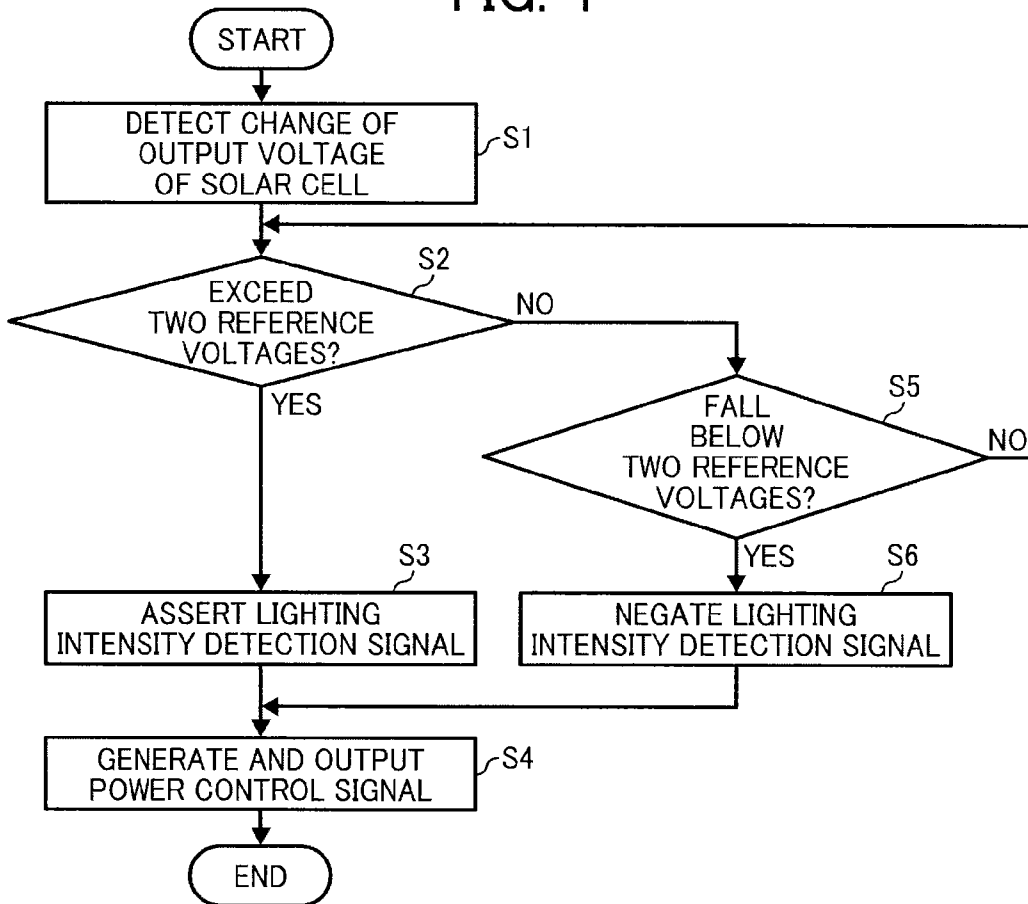 FIG.
START
DETECT CHANGE OF
OUTPUT VOLTAGE
OF SOLAR CELL
S1
S2
EXCEED
TWO REFERENCE
VOLTAGES?
NO
YES
S5
FALL
BELOW
TWO REFERENCE
VOLTAGES?
NO
YES
S3
ASSERT LIGHTING
INTENSITY DETECTION SIGNAL
S6
NEGATE LIGHTING
INTENSITY DETECTION SIGNAL
GENERATE AND OUTPUT
POWER CONTROL SIGNAL
S4
END